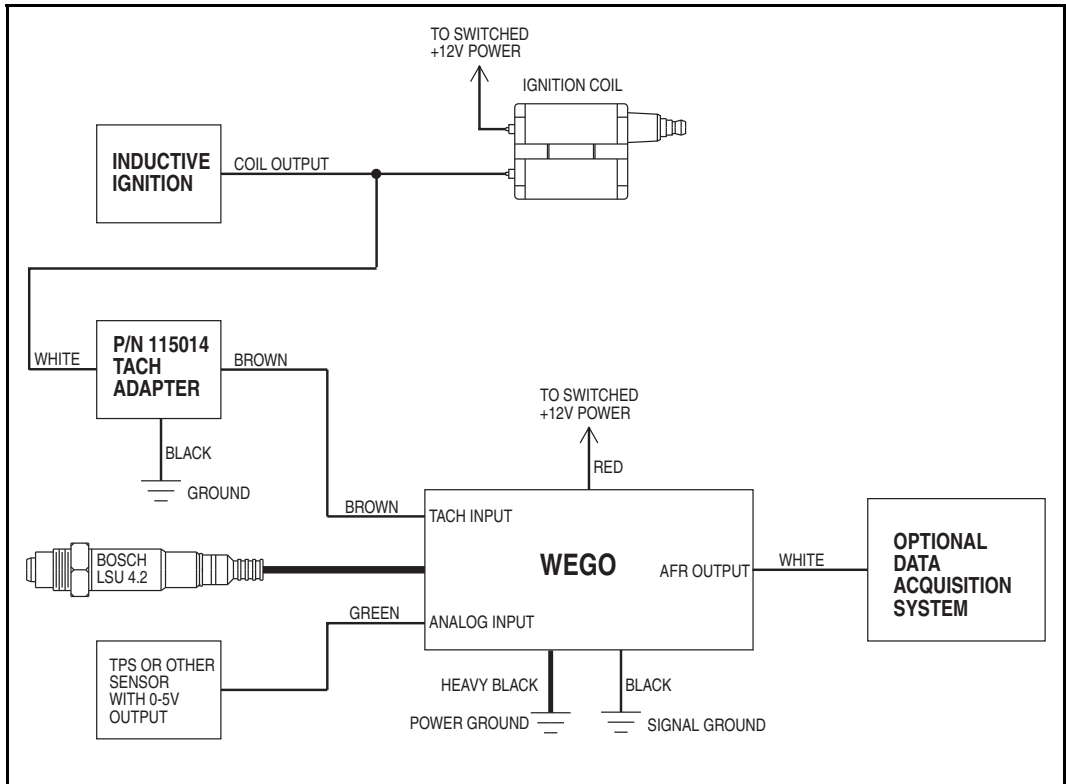 TO SWITCHED
+12V POWER
IGNITION COIL
INDUCTIVE
IGNITION
COIL OUTPUT
WHITE
P/N 115014
TACH
ADAPTER
BROWN
BLACK
GROUND
TO SWITCHED
+12V POWER
RED
BROWN
TACH INPUT
BOSCH
LSU 4.2
WEGO
AFR OUTPUT
WHITE
OPTIONAL
DATA
ACQUISITION
SYSTEM
GREEN
ANALOG INPUT
TPS OR OTHER
SENSOR
WITH 0-5V
OUTPUT
HEAVY BLACK
POWER GROUND
BLACK
SIGNAL GROUND